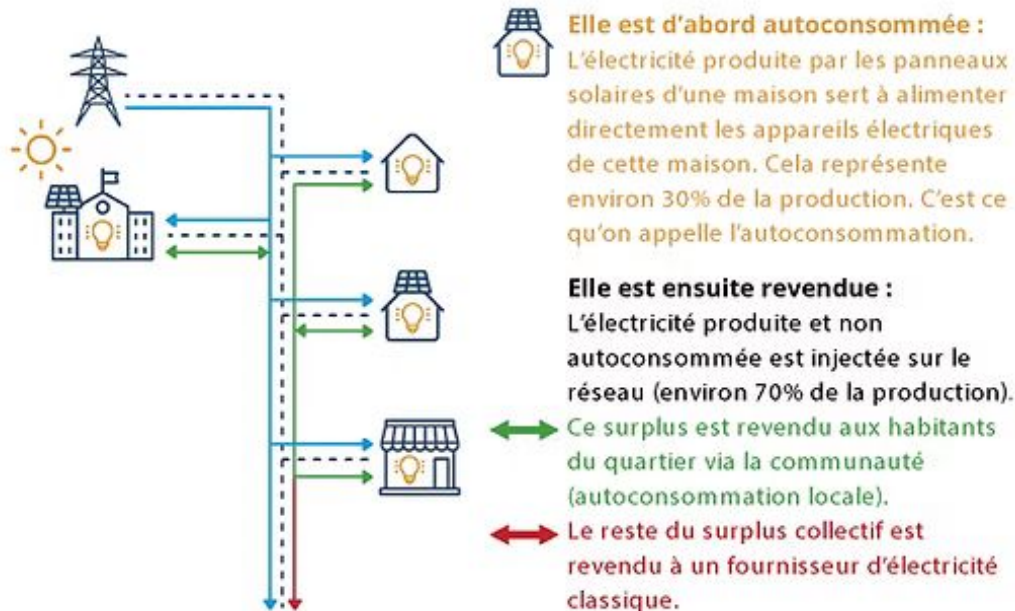 Elle est d’abord autoconsommée :
L’électricité produite par les panneaux
solaires d’une maison sert à alimenter
directement les appareils électriques
de cette maison. Cela représente
environ 30% de la production. C’est ce
qu’on appelle l’autoconsommation.
Elle est ensuite revendue :
L’électricité produite et non
autoconsommée est injectée sur le
réseau (environ 70% de la production).
Ce surplus est revendu aux habitants
du quartier via la communauté
(autoconsommation locale).
Le reste du surplus collectif est
revendu à un fournisseur d’électricité
classique.